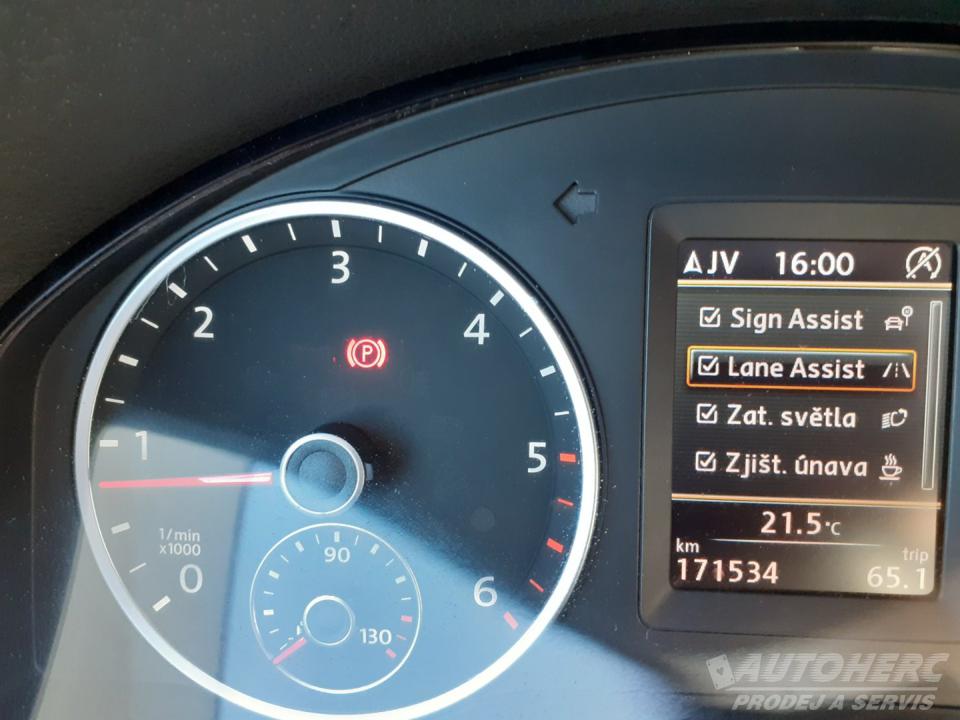 3
2
4
1
5
1/min
x1000
0
6
90
130
P
JV 16:00
Sign Assist
Lane Assist
Zat. světla
Zjišt. únava
21.5°C
km trip
171534 65.1
AUTOHERC
PRODEJ A SERVIS